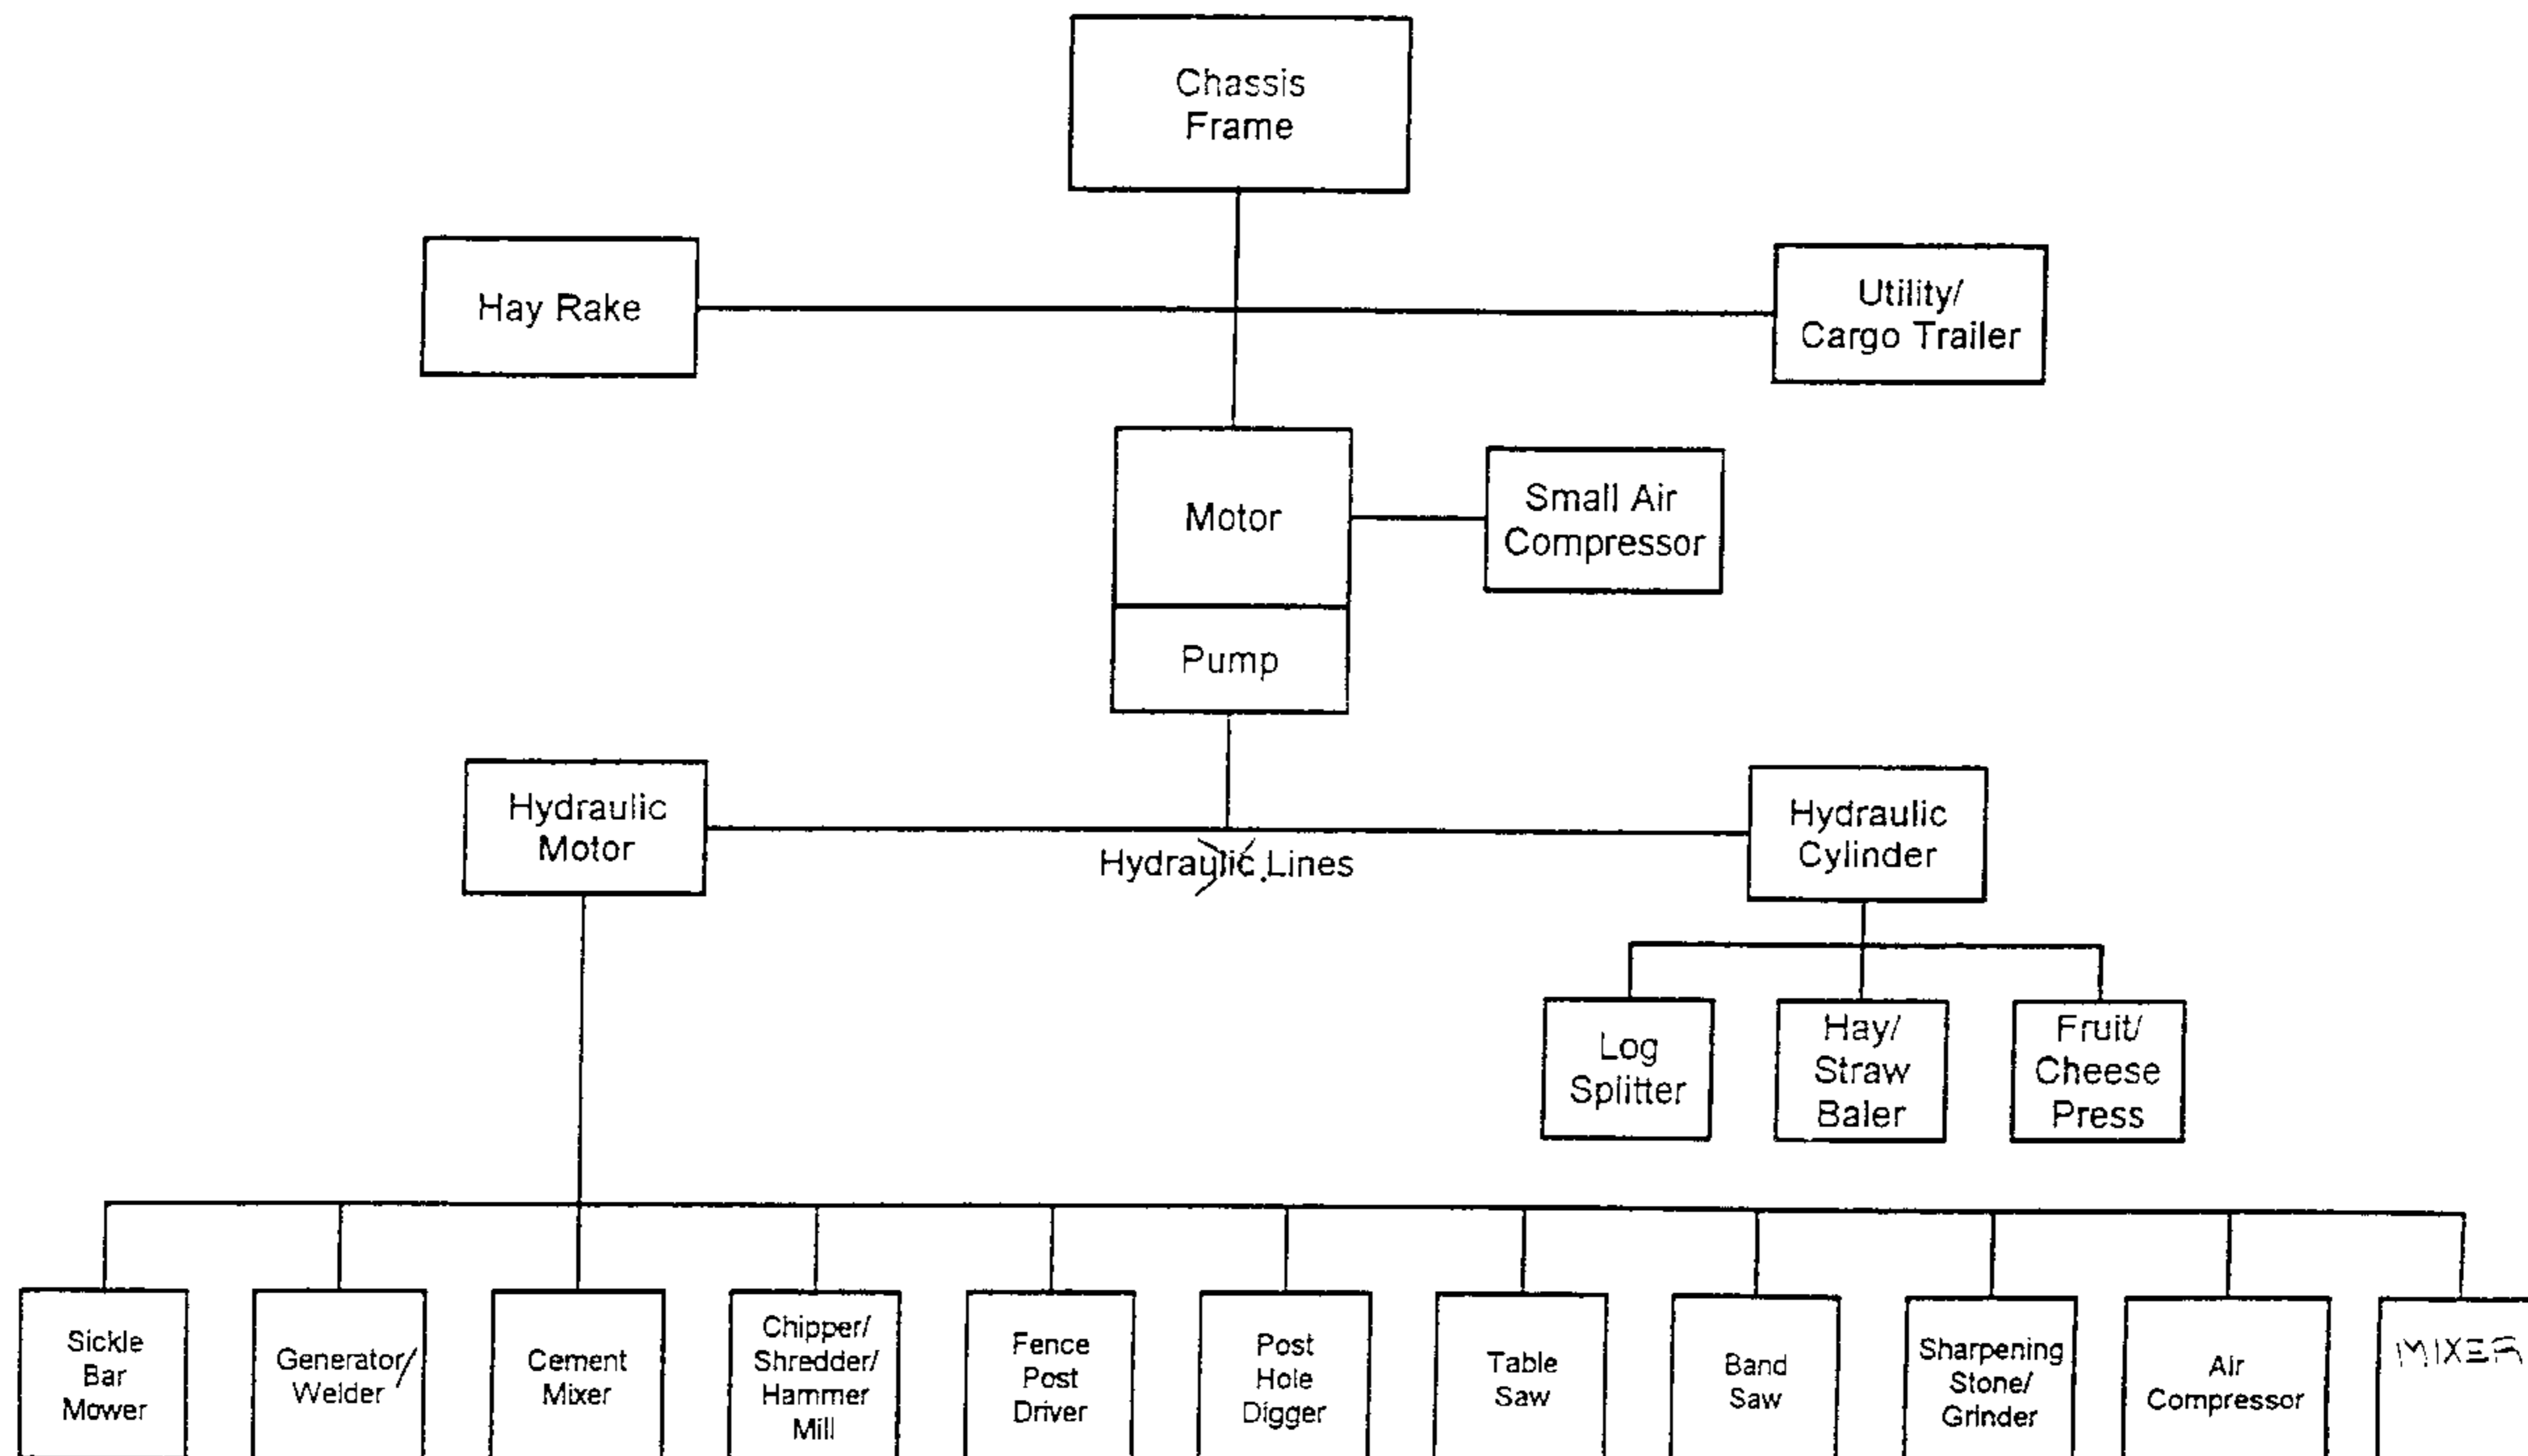 Chassis
Frame
Hay Rake
Utility/
Cargo Trailer
Motor
Small Air
Compressor
Pump
Hydraulic
Motor
Hydraulic Lines
Hydraulic
Cylinder
Log
Splitter
Hay/
Straw
Baler
Fruit/
Cheese
Press
Sickle
Bar
Mower
Generator/
Welder
Cement
Mixer
Chipper/
Shredder/
Hammer
Mill
Fence
Post
Driver
Post
Hole
Digger
Table
Saw
Band
Saw
Sharpening
Stone/
Grinder
Air
Compressor
MIXER